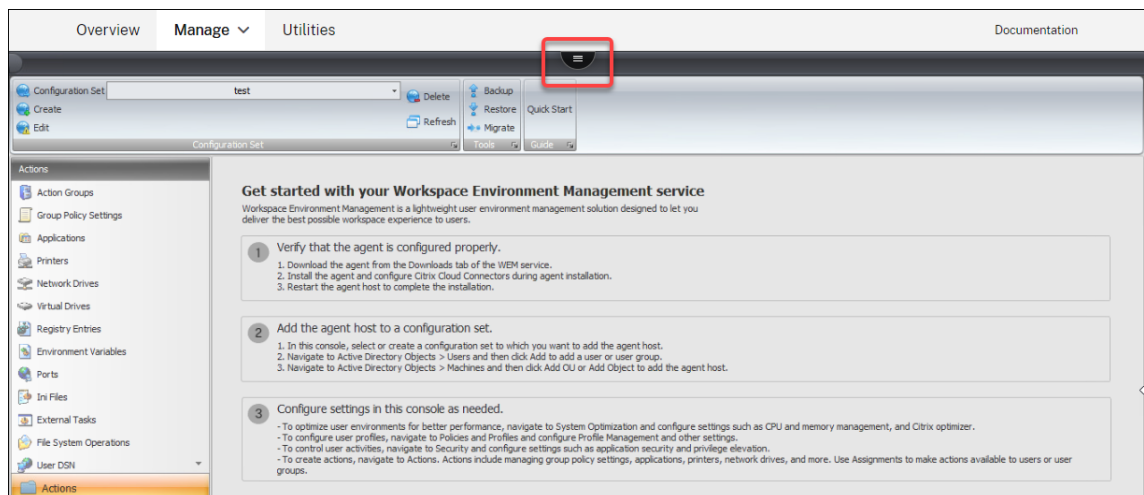 Overview
Manage
Utilities
Documentation
Configuration Set
test
Delete
Backup
Create
Restore
Quick Start
Edit
Refresh
Migrate
Configuration Set
Tools
Guide
Actions
Action Groups
Group Policy Settings
Applications
Printers
Network Drives
Virtual Drives
Registry Entries
Environment Variables
Ports
Ini Files
External Tasks
File System Operations
User DSN
Actions
Get started with your Workspace Environment Management service
Workspace Environment Management is a lightweight user environment management solution designed to let you
deliver the best possible workspace experience to users.
1
Verify that the agent is configured properly.
1. Download the agent from the Downloads tab of the WEM service.
2. Install the agent and configure Citrix Cloud Connectors during agent installation.
3. Restart the agent host to complete the installation.
2
Add the agent host to a configuration set.
1. In this console, select or create a configuration set to which you want to add the agent host.
2. Navigate to Active Directory Objects > Users and then click Add to add a user or user group.
3. Navigate to Active Directory Objects > Machines and then click Add OU or Add Object to add the agent host.
3
Configure settings in this console as needed.
- To optimize user environments for better performance, navigate to System Optimization and configure settings such as CPU and memory management, and Citrix optimizer.
- To configure user profiles, navigate to Policies and Profiles and configure Profile Management and other settings.
- To control user activities, navigate to Security and configure settings such as application security and privilege elevation.
- To create actions, navigate to Actions. Actions include managing group policy settings, applications, printers, network drives, and more. Use Assignments to make actions available to users or user
groups.